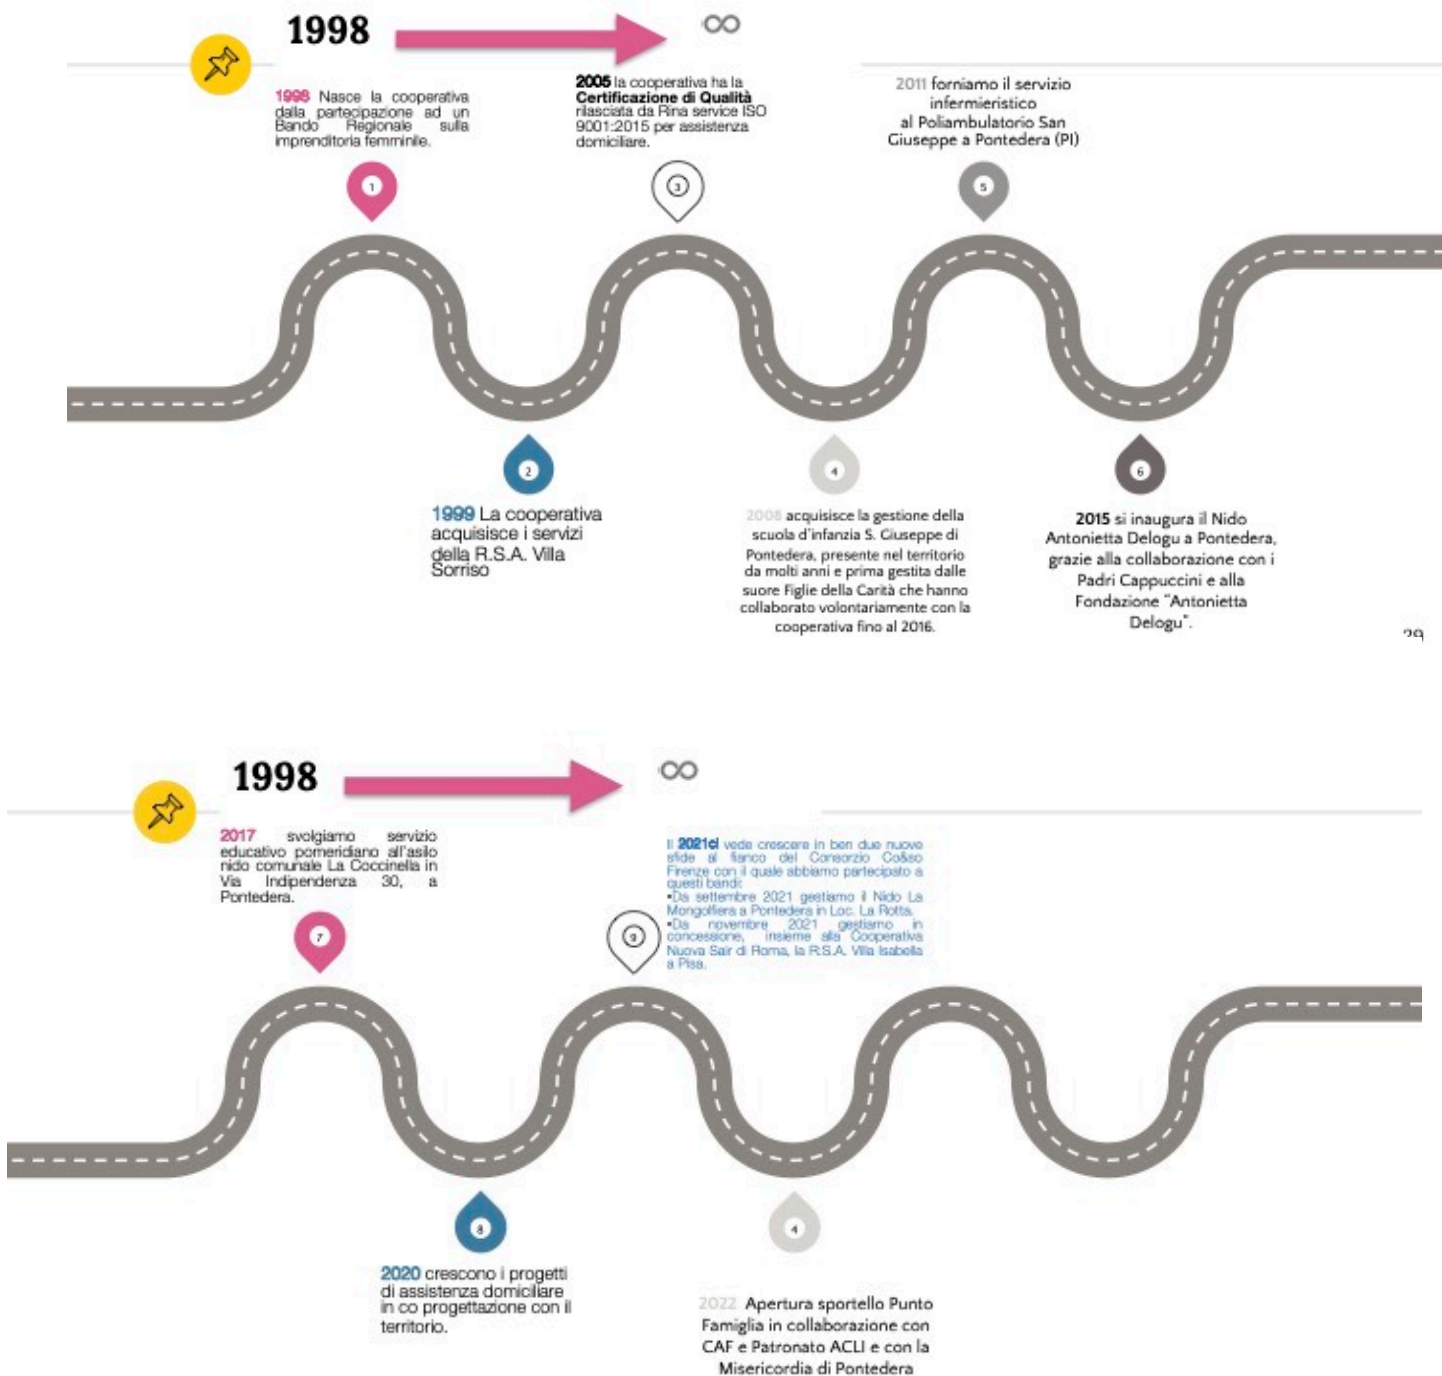 1998
∞
1998 Nasce la cooperativa
dalla partecipazione ad un
Bando Regionale sulla
imprenditoria femminile.
2005 la cooperativa ha la
Certificazione di Qualità
rilasciata da Rina service ISO
9001:2015 per assistenza
domiciliare.
2011 forniamo il servizio
infermieristico
al Poliambulatorio San
Giuseppe a Pontedera (PI)
1
3
5
2
4
6
1999 La cooperativa
acquisisce i servizi
della R.S.A. Villa
Sorriso
2008 acquisisce la gestione della
scuola d'infanzia S. Giuseppe di
Pontedera, presente nel territorio
da molti anni e prima gestita dalle
suore Figlie della Carità che hanno
collaborato volontariamente con la
cooperativa fino al 2016.
2015 si inaugura il Nido
Antonietta Delogu a Pontedera,
grazie alla collaborazione con i
Padri Cappuccini e alla
Fondazione "Antonietta
Delogu".
29
1998
∞
2017 svolgiamo servizio
educativo pomeridiano all'asilo
nido comunale La Coccinella in
Via Indipendenza 30, a
Pontedera.
Il 2021ci vede crescere in ben due nuove
sfide al fianco del Consorzio Co&so
Firenze con il quale abbiamo partecipato a
questi bandi:
•Da settembre 2021 gestiamo il Nido La
Mongolfiera a Pontedera in Loc. La Rotta.
•Da novembre 2021 gestiamo in
concessione, insieme alla Cooperativa
Nuova Sair di Roma, la R.S.A. Villa Isabella
a Pisa.
7
9
8
4
2020 crescono i progetti
di assistenza domiciliare
in co progettazione con il
territorio.
2022 Apertura sportello Punto
Famiglia in collaborazione con
CAF e Patronato ACLI e con la
Misericordia di Pontedera